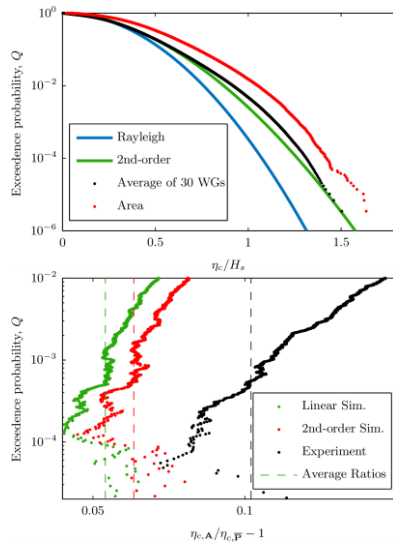 10^0
10^-2
10^-4
10^-6
Exceedence probability, Q
Rayleigh
2nd-order
Average of 30 WGs
Area
0
0.5
1
1.5
η_c/H_s
10^-2
10^-3
10^-4
Exceedence probability, Q
Linear Sim.
2nd-order Sim.
Experiment
Average Ratios
0.05
0.1
η_{c,A}/η_{c,P̅} − 1